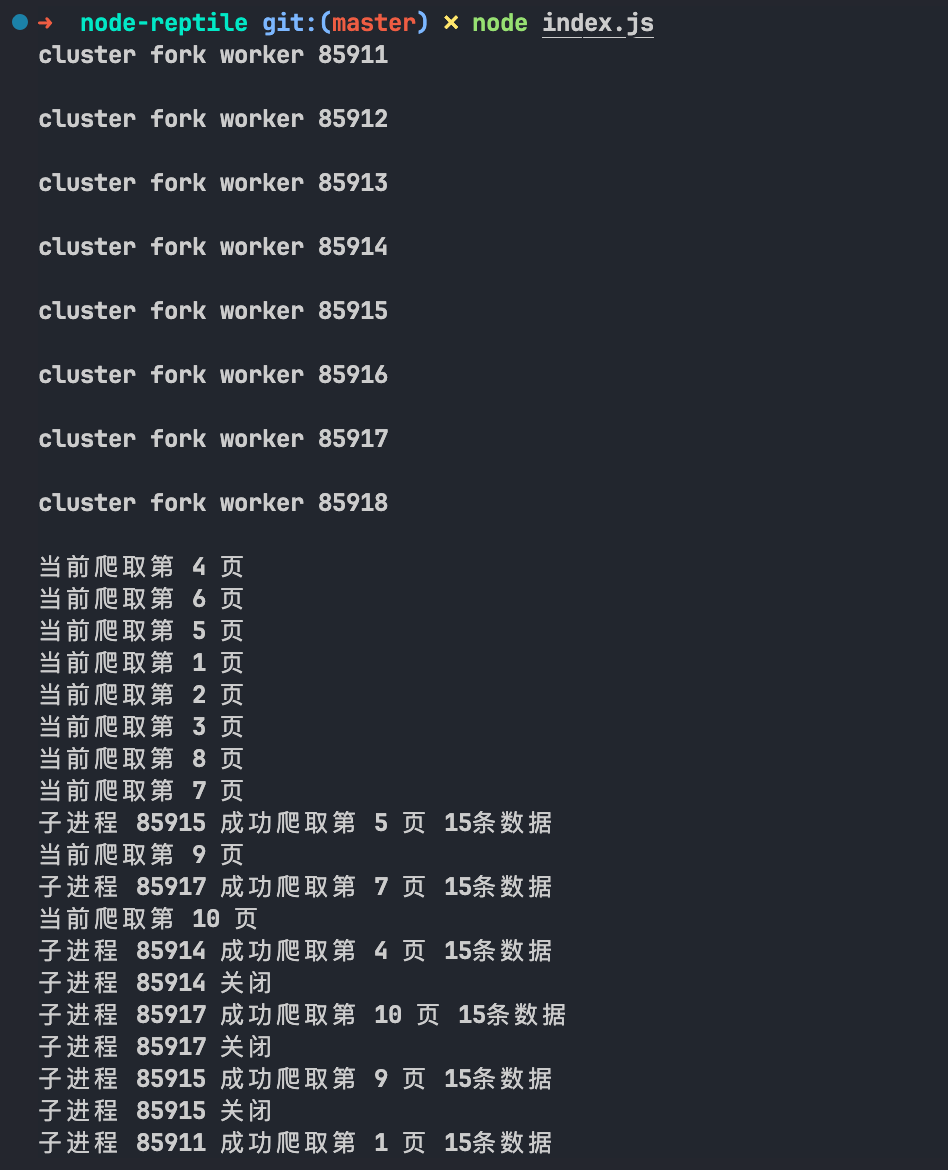 ➜ node-reptile git:(master) ✗ node index.js
cluster fork worker 85911
cluster fork worker 85912
cluster fork worker 85913
cluster fork worker 85914
cluster fork worker 85915
cluster fork worker 85916
cluster fork worker 85917
cluster fork worker 85918
当前爬取第 4 页
当前爬取第 6 页
当前爬取第 5 页
当前爬取第 1 页
当前爬取第 2 页
当前爬取第 3 页
当前爬取第 8 页
当前爬取第 7 页
子进程 85915 成功爬取第 5 页 15条数据
当前爬取第 9 页
子进程 85917 成功爬取第 7 页 15条数据
当前爬取第 10 页
子进程 85914 成功爬取第 4 页 15条数据
子进程 85914 关闭
子进程 85917 成功爬取第 10 页 15条数据
子进程 85917 关闭
子进程 85915 成功爬取第 9 页 15条数据
子进程 85915 关闭
子进程 85911 成功爬取第 1 页 15条数据